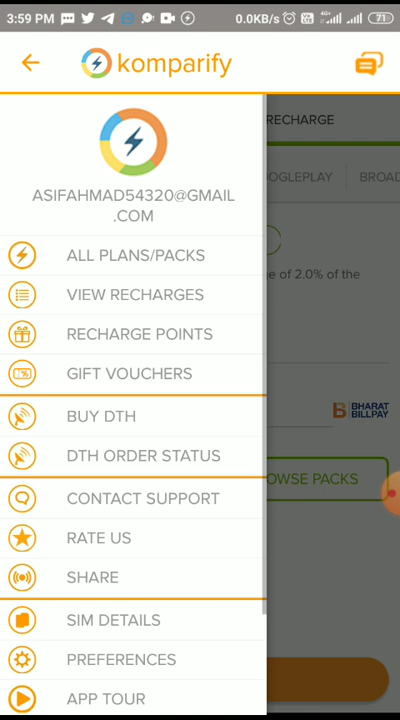 3:59 PM
0.0KB/s
4G+
71
komparify
RECHARGE
ASIFAHMAD54320@GMAIL
.COM
OGLEPLAY
BROAD
ALL PLANS/PACKS
e of 2.0% of the
VIEW RECHARGES
RECHARGE POINTS
GIFT VOUCHERS
BUY DTH
B BHARAT
BILLPAY
DTH ORDER STATUS
OWSE PACKS
CONTACT SUPPORT
RATE US
SHARE
SIM DETAILS
PREFERENCES
APP TOUR